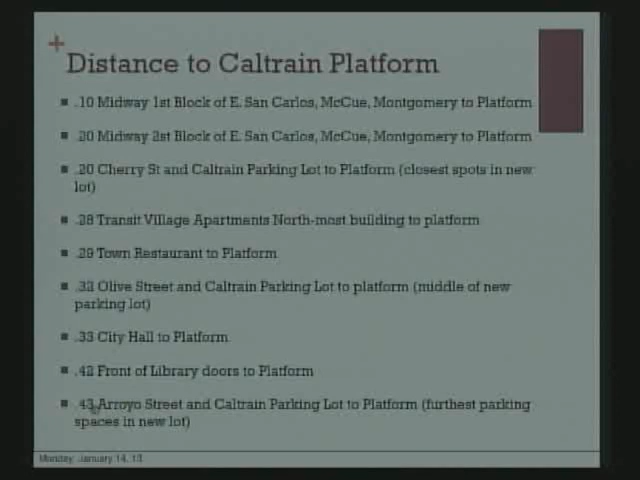 +
Distance to Caltrain Platform
.10 Midway 1st Block of E. San Carlos, McCue, Montgomery to Platform
.20 Midway 2st Block of E. San Carlos, McCue, Montgomery to Platform
.20 Cherry St and Caltrain Parking Lot to Platform (closest spots in new
lot)
.28 Transit Village Apartments North-most building to platform
.29 Town Restaurant to Platform
.32 Olive Street and Caltrain Parking Lot to platform (middle of new
parking lot)
.33 City Hall to Platform
.42 Front of Library doors to Platform
.43 Arroyo Street and Caltrain Parking Lot to Platform (furthest parking
spaces in new lot)
Monday, January 14, 13